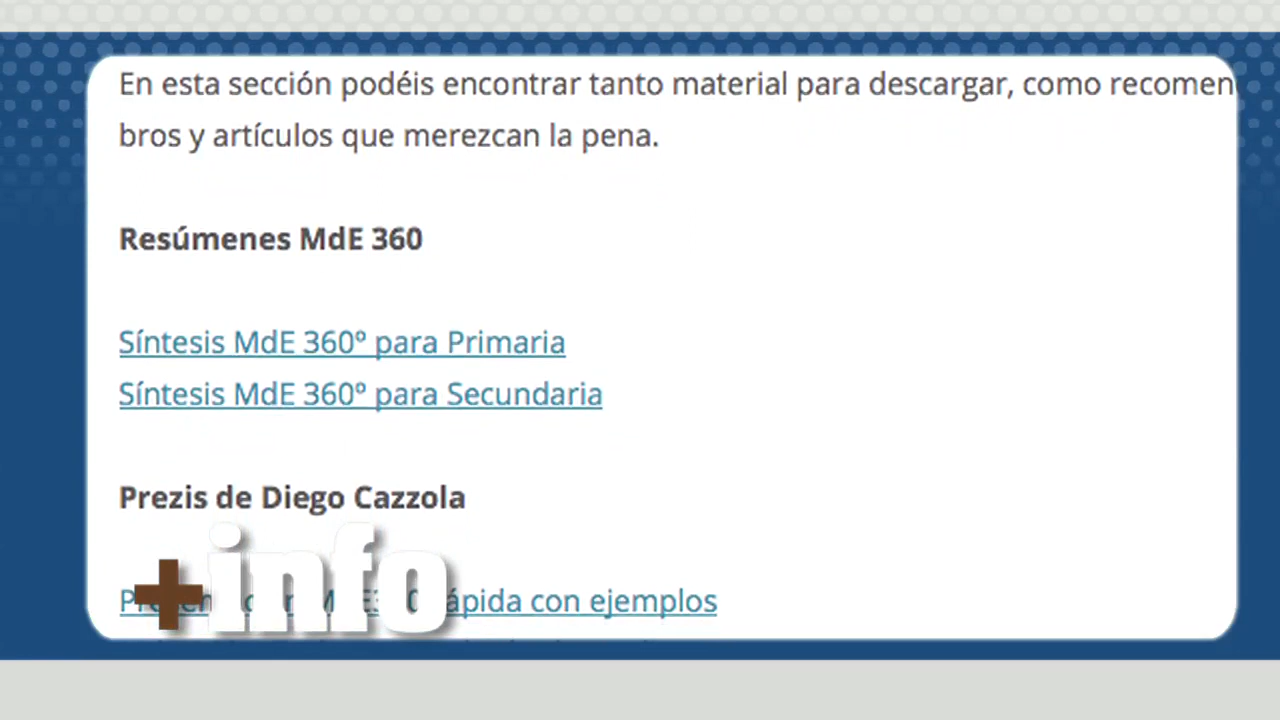 En esta sección podéis encontrar tanto material para descargar, como recomen
bros y artículos que merezcan la pena.
Resúmenes MdE 360
Síntesis MdE 360º para Primaria
Síntesis MdE 360º para Secundaria
Prezis de Diego Cazzola
con ejemplos
+info